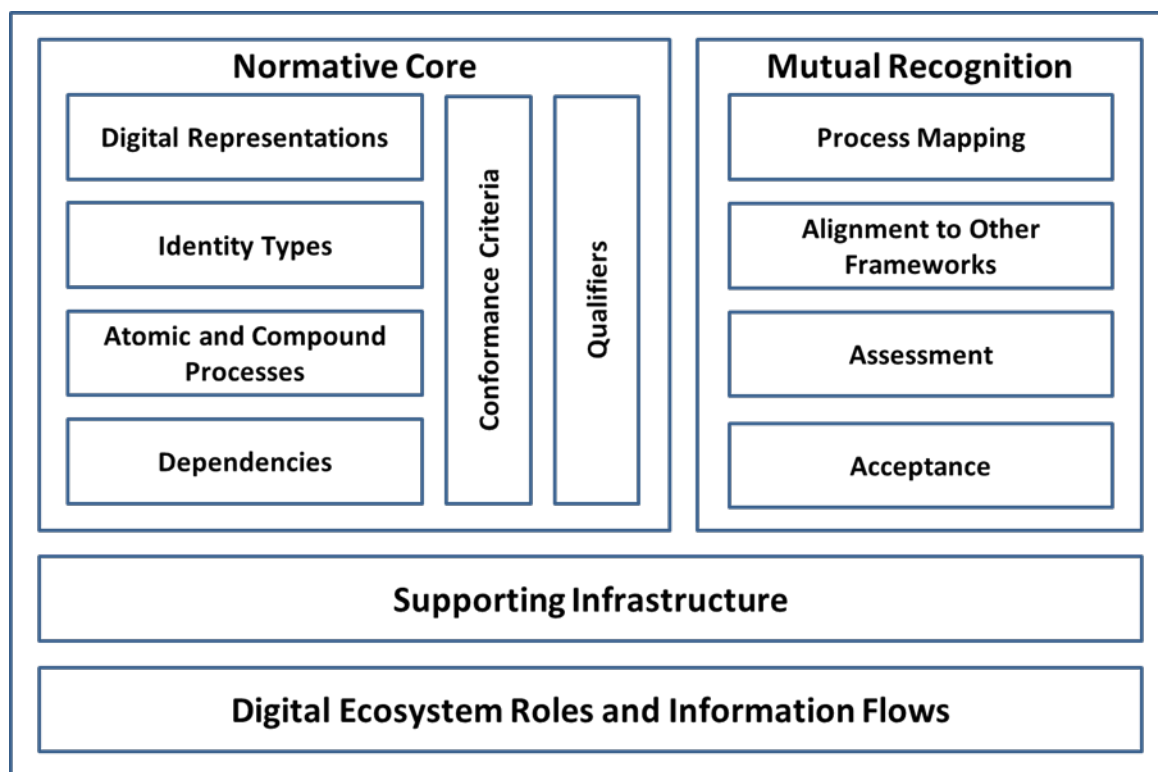 Normative Core
Digital Representations
Identity Types
Atomic and Compound
Processes
Dependencies
Conformance Criteria
Qualifiers
Mutual Recognition
Process Mapping
Alignment to Other
Frameworks
Assessment
Acceptance
Supporting Infrastructure
Digital Ecosystem Roles and Information Flows